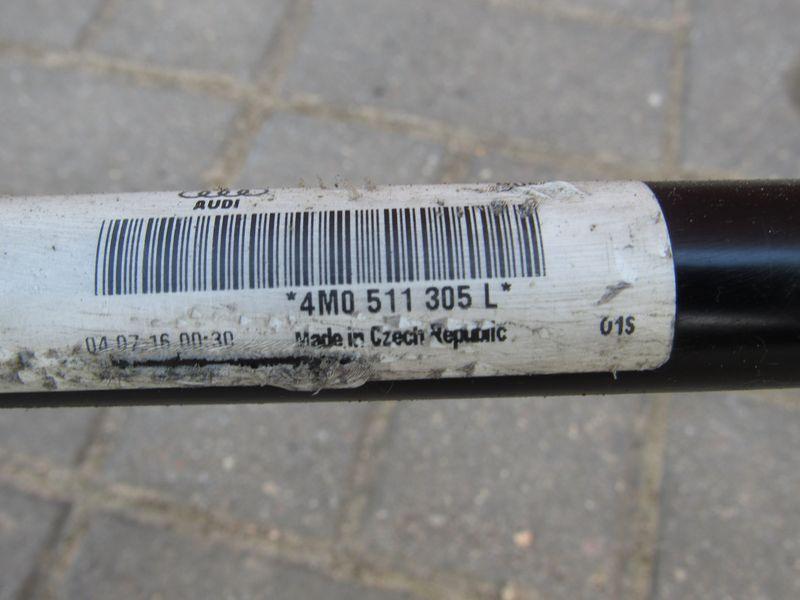 AUDI
*4M0 511 305 L*
04.07.16 00:30 Made in Czech Republic 01S